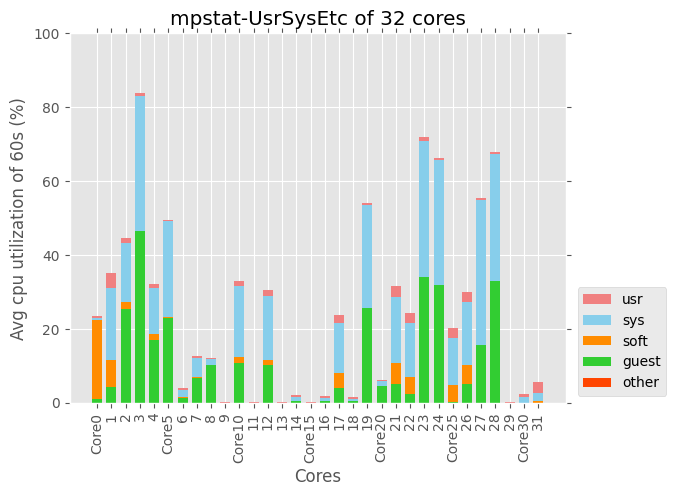 mpstat-UsrSysEtc of 32 cores
Avg cpu utilization of 60s (%)
100
80
60
40
20
0
Core0
1
2
3
4
Core5
6
7
8
9
Core10
11
12
13
14
Core15
16
17
18
19
Core20
21
22
23
24
Core25
26
27
28
29
Core30
31
Cores
usr
sys
soft
guest
other